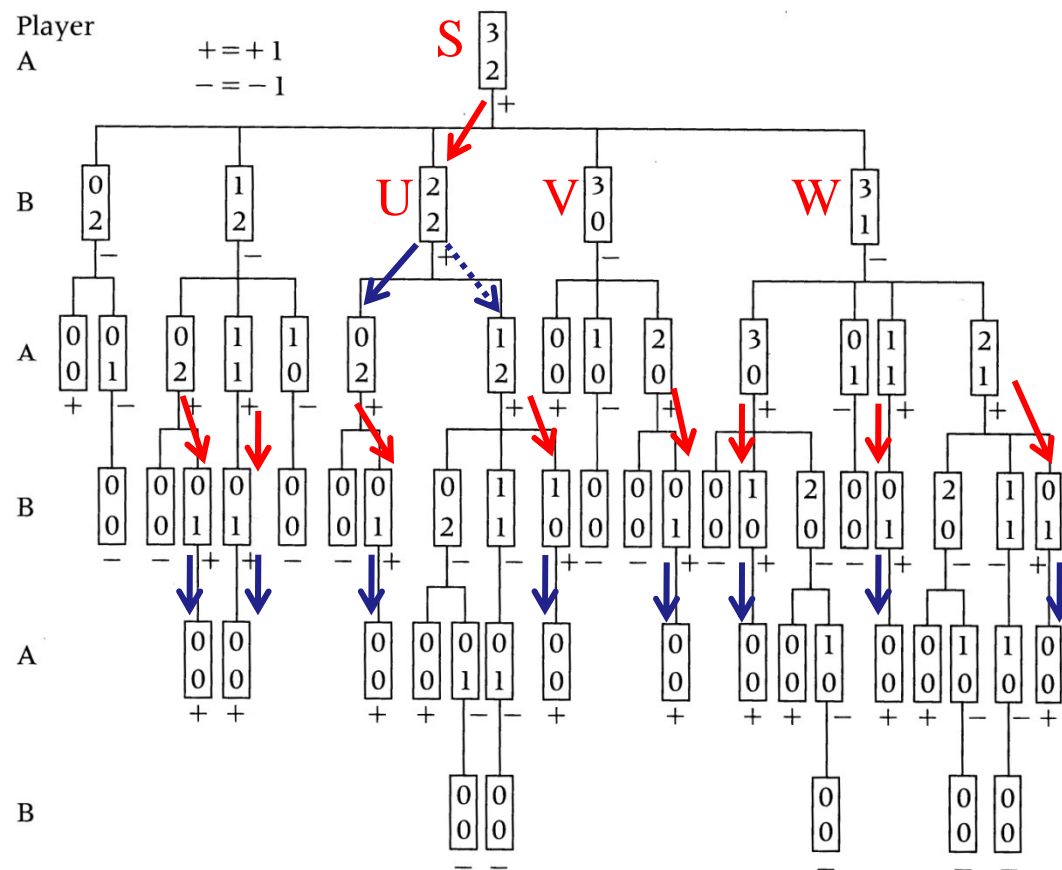 Player
A + = + 1 S 3
− = − 1 2
+
0 1 2 3 3
B U V W
2 2 2 0 1
− − + − −
0 0 0 1 1 0 1 0 1 2 3 0 1 2
A
0 1 2 1 0 2 2 0 0 0 0 1 1 1
+ − + + − + + + − + + − + +
0 0 0 0 0 0 0 0 1 1 0 0 0 0 1 2 0 0 2 1 0
B
0 0 1 1 0 0 1 2 1 0 0 0 1 0 0 0 0 1 0 1 1
− − + + − − + − − + − − + − + − − + − − +
0 0 0 0 0 0 0 0 0 0 1 0 0 1 1 0
A
0 0 0 0 1 1 0 0 0 0 0 0 0 0 0 0
+ + + + − − + + + + − + + − − +
0 0 0 0 0
B
0 0 0 0 0
− − − − −